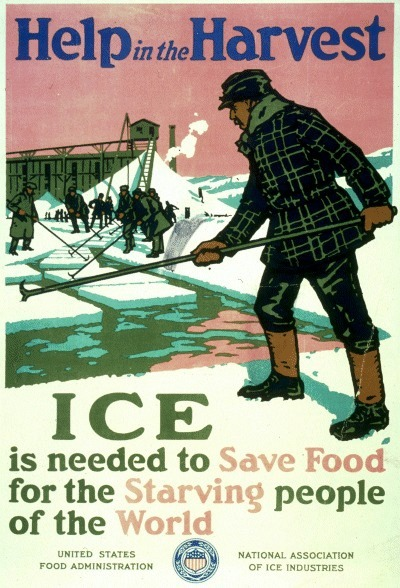 Help in the Harvest
ICE
is needed to Save Food
for the Starving people
of the World
UNITED STATES
FOOD ADMINISTRATION
NATIONAL ASSOCIATION
OF ICE INDUSTRIES